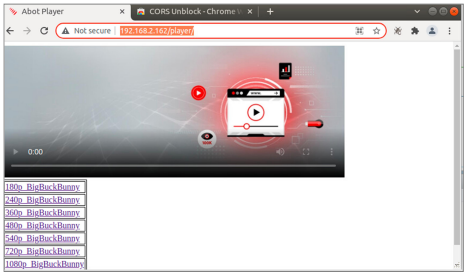 Abot Player
CORS Unblock - Chrome W
Not secure
192.168.2.162/player/
0:00
180p_BigBuckBunny
240p_BigBuckBunny
360p_BigBuckBunny
480p_BigBuckBunny
540p_BigBuckBunny
720p_BigBuckBunny
1080p_BigBuckBunny